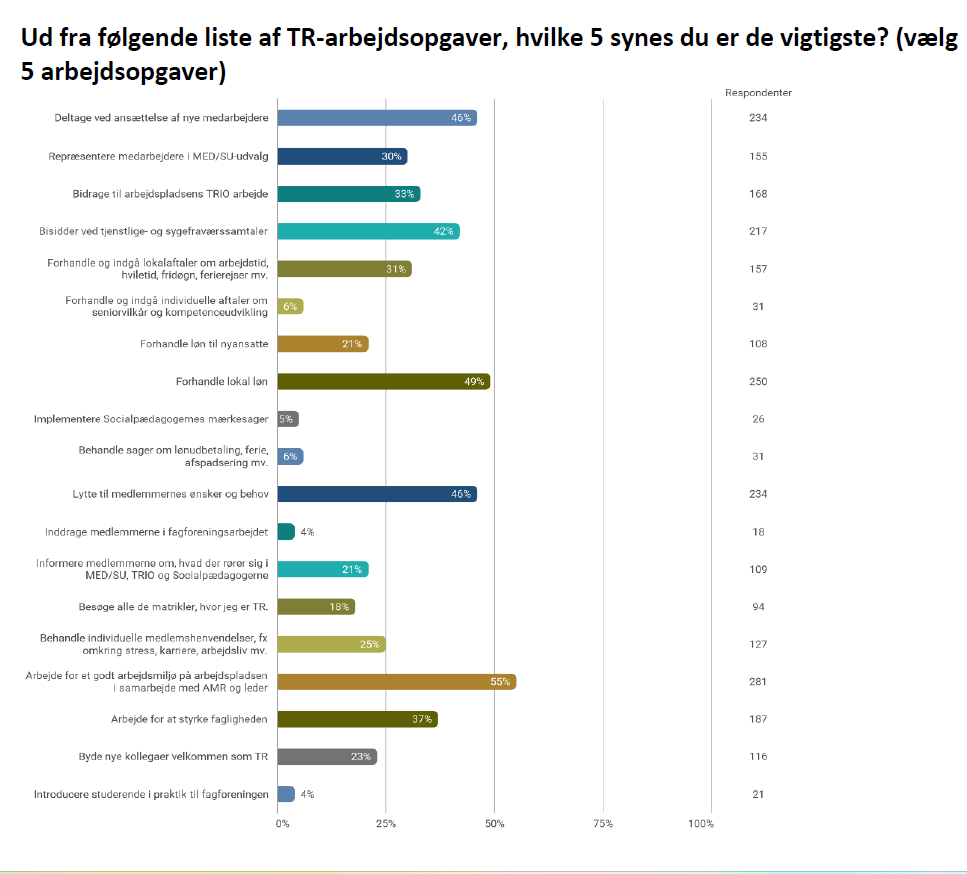 Ud fra følgende liste af TR-arbejdsopgaver, hvilke 5 synes du er de vigtigste? (vælg
5 arbejdsopgaver)
Respondenter
Deltage ved ansættelse af nye medarbejdere 46% 234
Repræsentere medarbejdere i MED/SU-udvalg 30% 155
Bidrage til arbejdspladsens TRIO arbejde 33% 168
Bisidder ved tjenstlige- og sygefraværssamtaler 42% 217
Forhandle og indgå lokalaftaler om arbejdstid,
hviletid, fridøgn, ferierejser mv. 31% 157
Forhandle og indgå individuelle aftaler om
seniorvilkår og kompetenceudvikling 6% 31
Forhandle løn til nyansatte 21% 108
Forhandle lokal løn 49% 250
Implementere Socialpædagogernes mærkesager 5% 26
Behandle sager om lønudbetaling, ferie,
afspadsering mv. 6% 31
Lytte til medlemmernes ønsker og behov 46% 234
Inddrage medlemmerne i fagforeningsarbejdet 4% 18
Informere medlemmerne om, hvad der rører sig i
MED/SU, TRIO og Socialpædagogerne 21% 109
Besøge alle de matrikler, hvor jeg er TR. 18% 94
Behandle individuelle medlemshenvendelser, fx
omkring stress, karriere, arbejdsliv mv. 25% 127
Arbejde for et godt arbejdsmiljø på arbejdspladsen
i samarbejde med AMR og leder 55% 281
Arbejde for at styrke fagligheden 37% 187
Byde nye kollegaer velkommen som TR 23% 116
Introducere studerende i praktik til fagforeningen 4% 21
0% 25% 50% 75% 100%